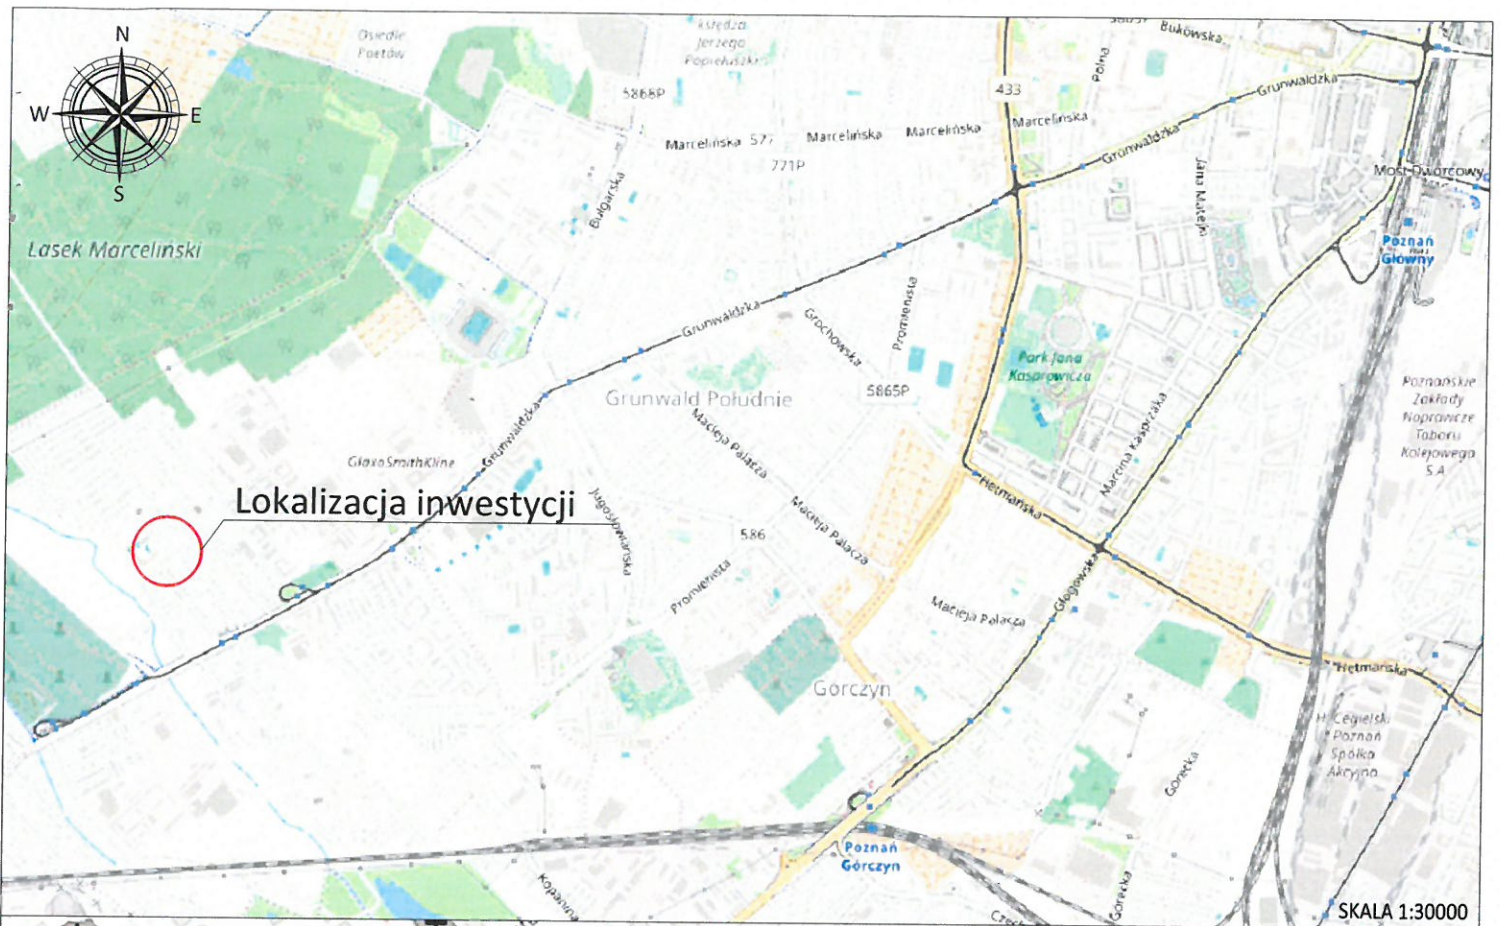 N
W
E
S
Osiedle
Poetów
księdza
Jerzego
Popiełuszki
5868P
Bukowska
Polna
433
Grunwaldzka
Marcelińska
577
Marcelińska
Marcelińska
Marcelińska
Grunwaldzka
771P
Most Dworcowy
Bułgarska
Jana Matejki
Lasek Marceliński
Poznań
Główny
Grunwaldzka
Grochowska
Promienista
Park Jana
Kasprowicza
5865P
Grunwald Południe
Poznańskie
Zakłady
Naprawcze
Taboru
Kolejowego
S.A
Grunwaldzka
Macieja Palacza
Marcina Kasprzaka
GlaxoSmithKline
Hetmańska
Lokalizacja inwestycji
Jugosłowiańska
586
Macieja Palacza
Promienista
Głogowska
Macieja Palacza
Hetmańska
Górczyn
H. Cegielski
Poznań
Spółka
Akcyjna
Górecka
Poznań
Górczyn
Górecka
SKALA 1:30000